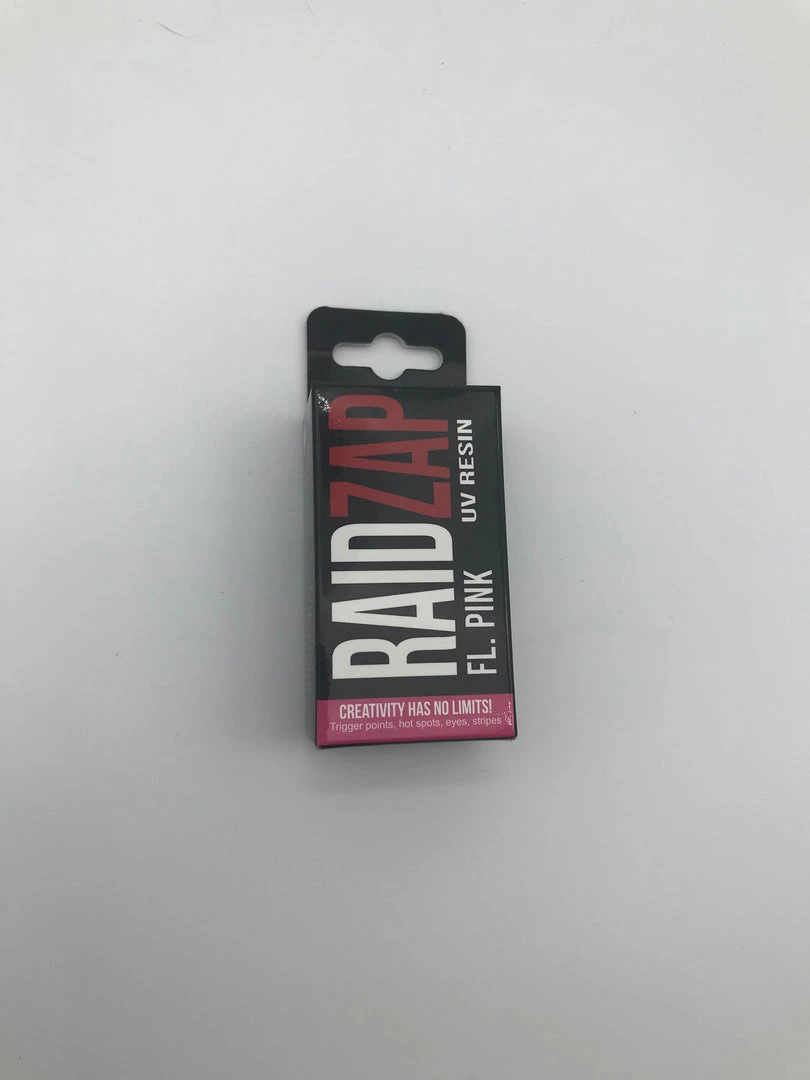 RAIDZAP
UV RESIN
FL. PINK
CREATIVITY HAS NO LIMITS!
Trigger points, hot spots, eyes, stripes